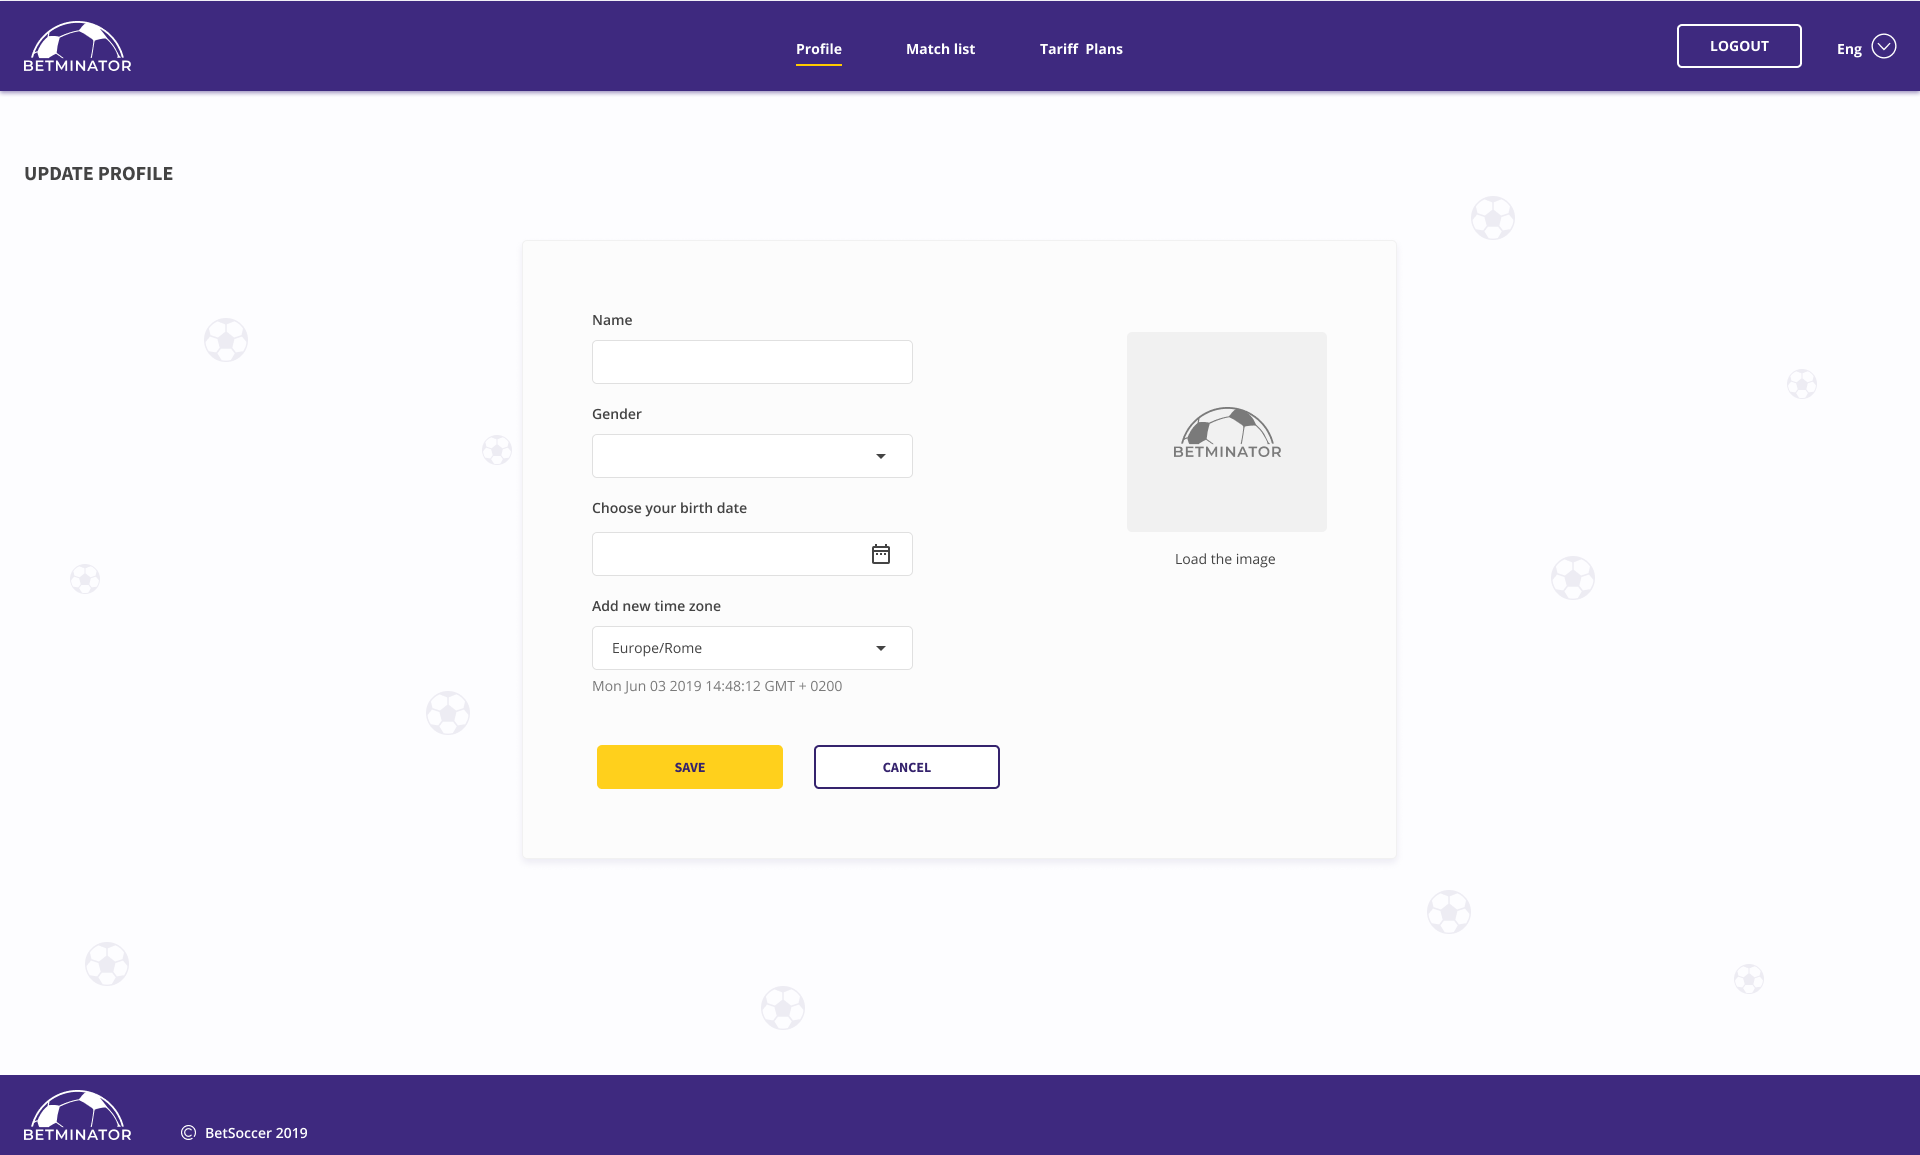 BETMINATOR
Profile
Match list
Tariff Plans
LOGOUT
Eng
UPDATE PROFILE
Name
Gender
Choose your birth date
Add new time zone
Europe/Rome
Mon Jun 03 2019 14:48:12 GMT + 0200
BETMINATOR
Load the image
SAVE
CANCEL
BETMINATOR
© BetSoccer 2019